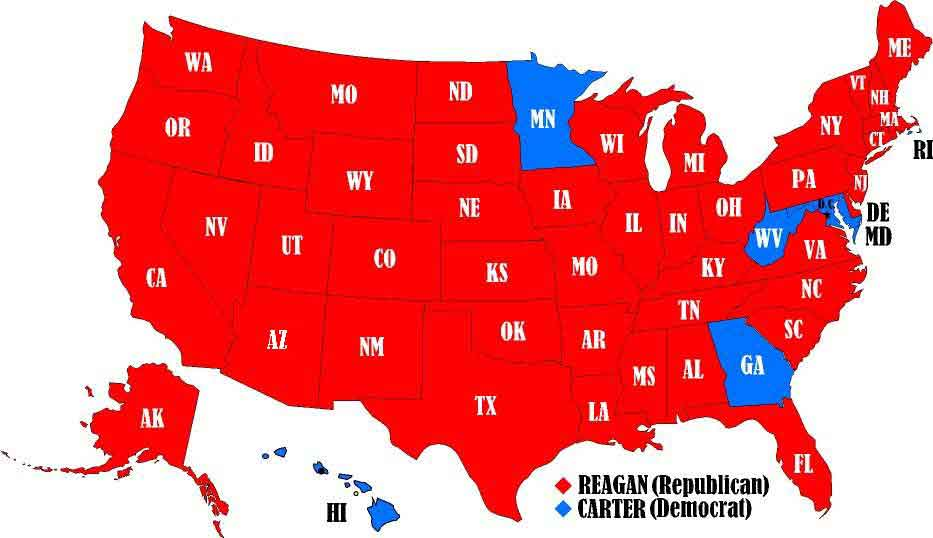 WA
MO
ND
MN
ME
VT
NH
MA
CT
RI
NY
OR
ID
SD
WI
MI
WY
PA
NJ
NE
IA
OH
IL
IN
DE
MD
D.C.
NV
UT
CO
WV
VA
CA
KS
MO
KY
NC
TN
AZ
NM
OK
AR
SC
GA
MS
AL
TX
LA
AK
FL
HI
REAGAN (Republican)
CARTER (Democrat)